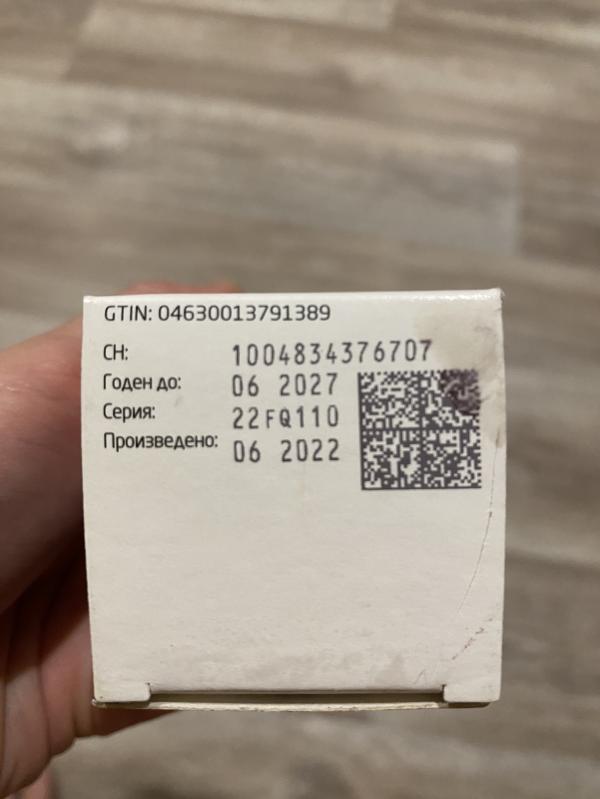 GTIN: 04630013791389
СН: 1004834376707
Годен до: 06 2027
Серия: 22FQ110
Произведено: 06 2022